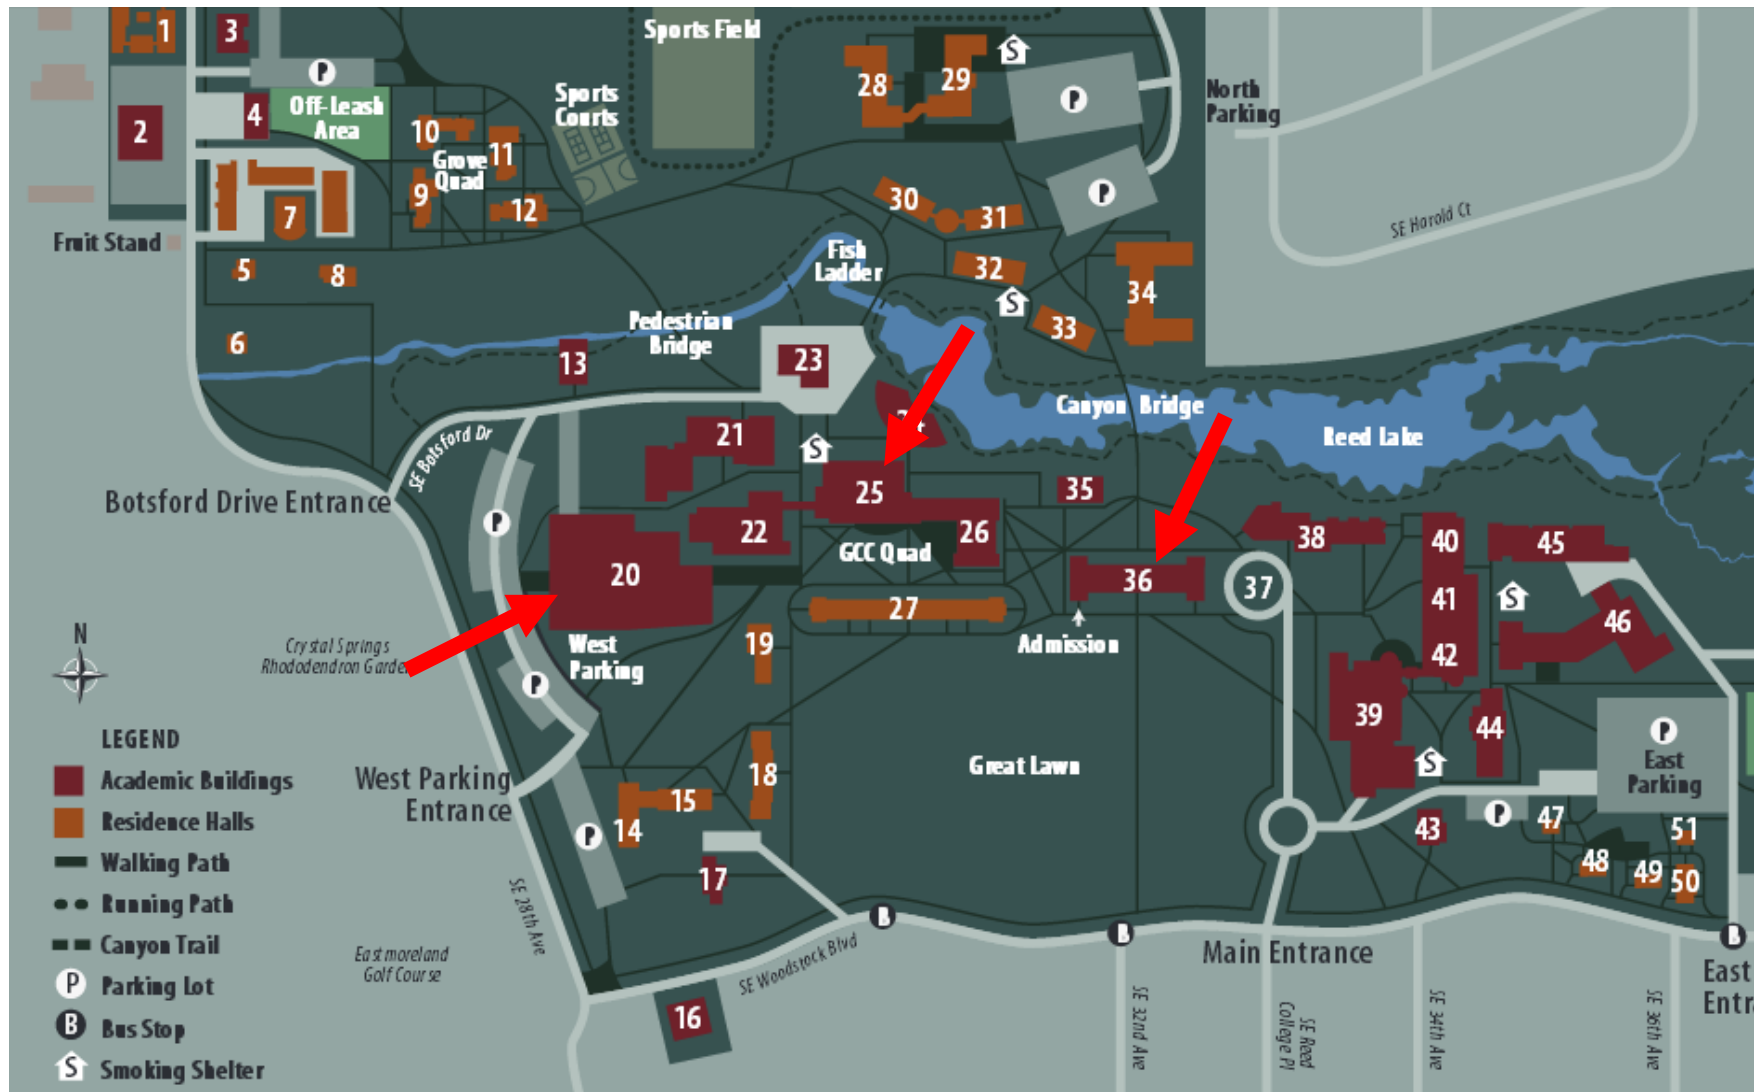 1
3
Sports Field
S
28
29
P
P
North
Parking
2
4
Off-Leash
Area
Sports
Courts
10
11
Grove
Quad
9
12
7
P
30
31
SE Harold Ct
Fruit Stand
5
8
Fish
Ladder
32
S
34
33
6
Pedestrian
Bridge
13
23
Canyon Bridge
Reed Lake
SE Botsford Dr
21
S
Botsford Drive Entrance
P
25
35
22
26
38
40
45
GCC Quad
20
36
37
41
S
27
46
N
Crystal Springs
West
Parking
19
Admission
42
P
39
44
P
East
Parking
LEGEND
Academic Buildings
Residence Halls
Walking Path
Running Path
Canyon Trail
P Parking Lot
B Bus Stop
S Smoking Shelter
West Parking
Entrance
18
Great Lawn
S
15
14
P
P
43
47
51
48
49
50
17
SE 28th Ave
B
B
B
Eastmoreland
Golf Course
SE Woodstock Blvd
Main Entrance
East
16
SE 32nd Ave
SE Reed
College Pl
SE 34th Ave
SE 36th Ave